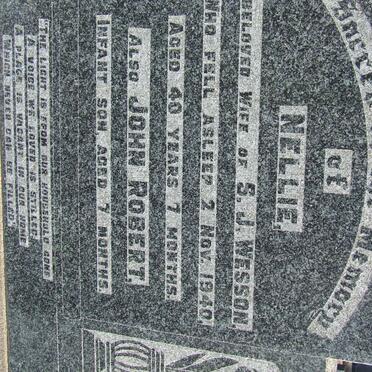 MEMORY
OF
NELLIE,
BELOVED WIFE OF S. J. WESSON,
WHO FELL ASLEEP 2 NOV. 1940,
AGED 40 YEARS 7 MONTHS.
ALSO JOHN ROBERT,
INFANT SON, AGED 7 MONTHS.
"THE LIGHT IS FROM OUR HOUSEHOLD GONE,
A VOICE WE LOVED IS STILLED,
A PLACE IS VACANT IN OUR HOME
WHICH NEVER CAN BE FILLED."